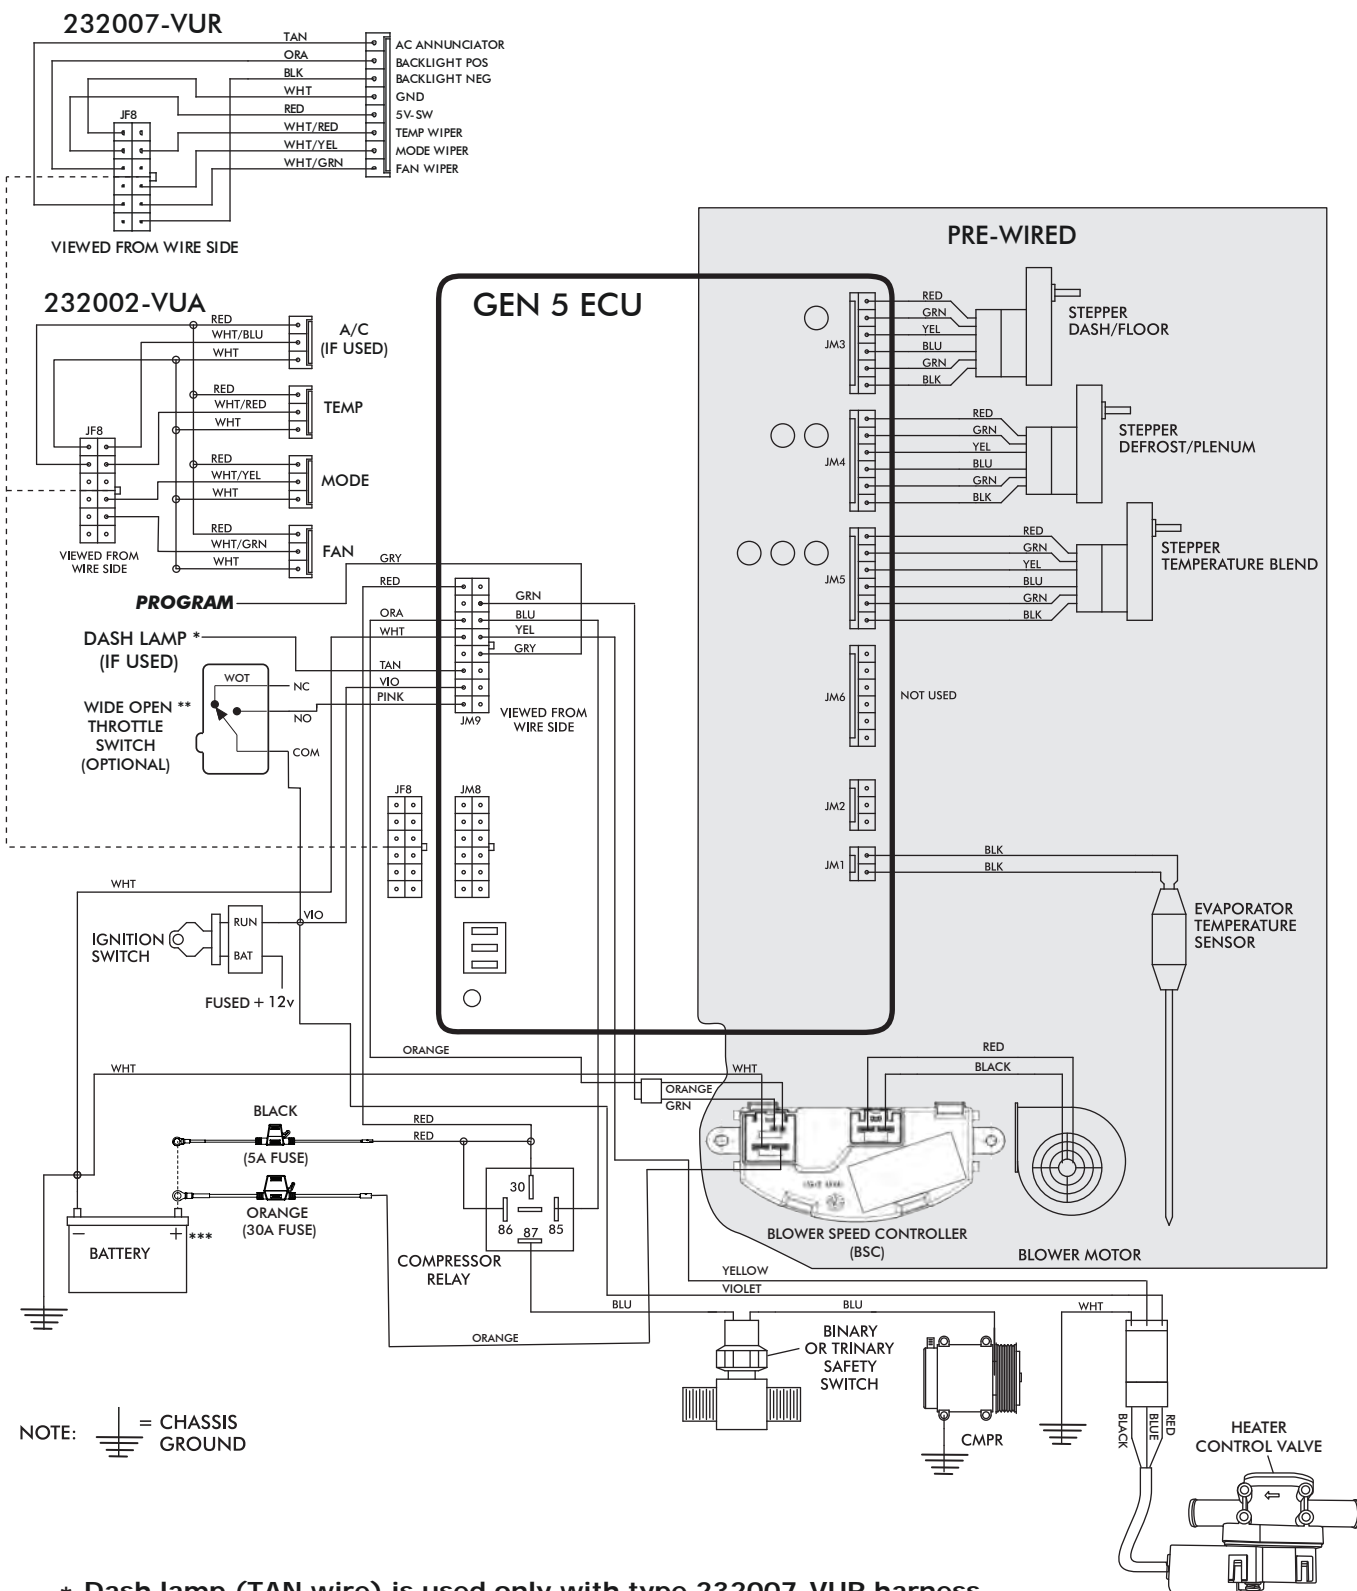 232007-VUR
TAN
AC ANNUNCIATOR
ORA
BACKLIGHT POS
BLK
BACKLIGHT NEG
WHT
GND
RED
5V-SW
WHT/RED
TEMP WIPER
WHT/YEL
MODE WIPER
WHT/GRN
FAN WIPER
JF8
VIEWED FROM WIRE SIDE
232002-VUA
RED
WHT/BLU
WHT
A/C
(IF USED)
RED
WHT/RED
WHT
TEMP
JF8
RED
WHT/YEL
WHT
MODE
RED
WHT/GRN
WHT
FAN
VIEWED FROM
WIRE SIDE
PROGRAM
GRY
RED
ORA
WHT
TAN
VIO
PINK
GRN
BLU
YEL
GRY
JM9
VIEWED FROM
WIRE SIDE
DASH LAMP *
(IF USED)
WOT
NC
NO
COM
WIDE OPEN **
THROTTLE
SWITCH
(OPTIONAL)
GEN 5 ECU
JF8
JM8
PRE-WIRED
JM3
RED
GRN
YEL
BLU
GRN
BLK
STEPPER
DASH/FLOOR
JM4
RED
GRN
YEL
BLU
GRN
BLK
STEPPER
DEFROST/PLENUM
JM5
RED
GRN
YEL
BLU
GRN
BLK
STEPPER
TEMPERATURE BLEND
JM6
NOT USED
JM2
JM1
BLK
BLK
EVAPORATOR
TEMPERATURE
SENSOR
WHT
IGNITION
SWITCH
RUN
BAT
VIO
FUSED + 12v
ORANGE
WHT
WHT
ORANGE
GRN
RED
BLACK
BLACK
(5A FUSE)
RED
RED
ORANGE
(30A FUSE)
- + ***
BATTERY
30
86
87
85
COMPRESSOR
RELAY
BLOWER SPEED CONTROLLER
(BSC)
BLOWER MOTOR
YELLOW
VIOLET
BLU
BLU
WHT
ORANGE
BINARY
OR TRINARY
SAFETY
SWITCH
CMPR
BLACK
BLUE
RED
HEATER
CONTROL VALVE
NOTE:
= CHASSIS
GROUND
* Dash lamp (TAN wire) is used only with type 232007-VUR harness